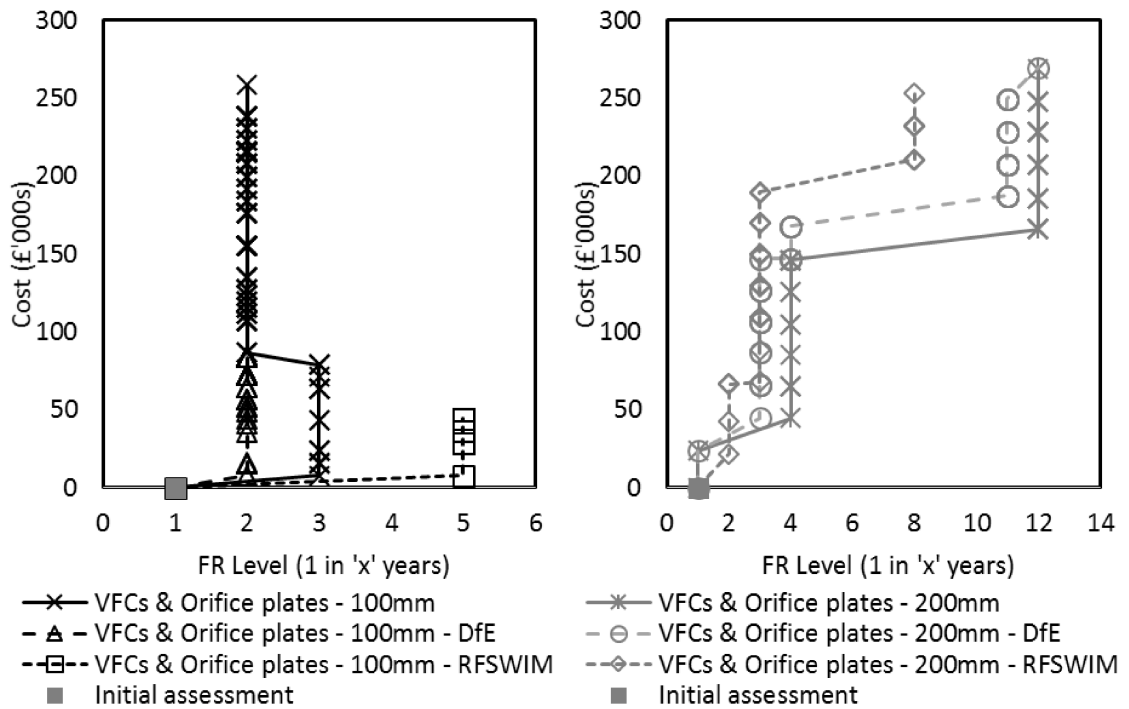 300
250
200
150
100
50
0
Cost (£'000s)
0 1 2 3 4 5 6
FR Level (1 in 'x' years)
VFCs & Orifice plates - 100mm
VFCs & Orifice plates - 100mm - DfE
VFCs & Orifice plates - 100mm - RFSWIM
Initial assessment
300
250
200
150
100
50
0
Cost (£'000s)
0 2 4 6 8 10 12 14
FR Level (1 in 'x' years)
VFCs & Orifice plates - 200mm
VFCs & Orifice plates - 200mm - DfE
VFCs & Orifice plates - 200mm - RFSWIM
Initial assessment